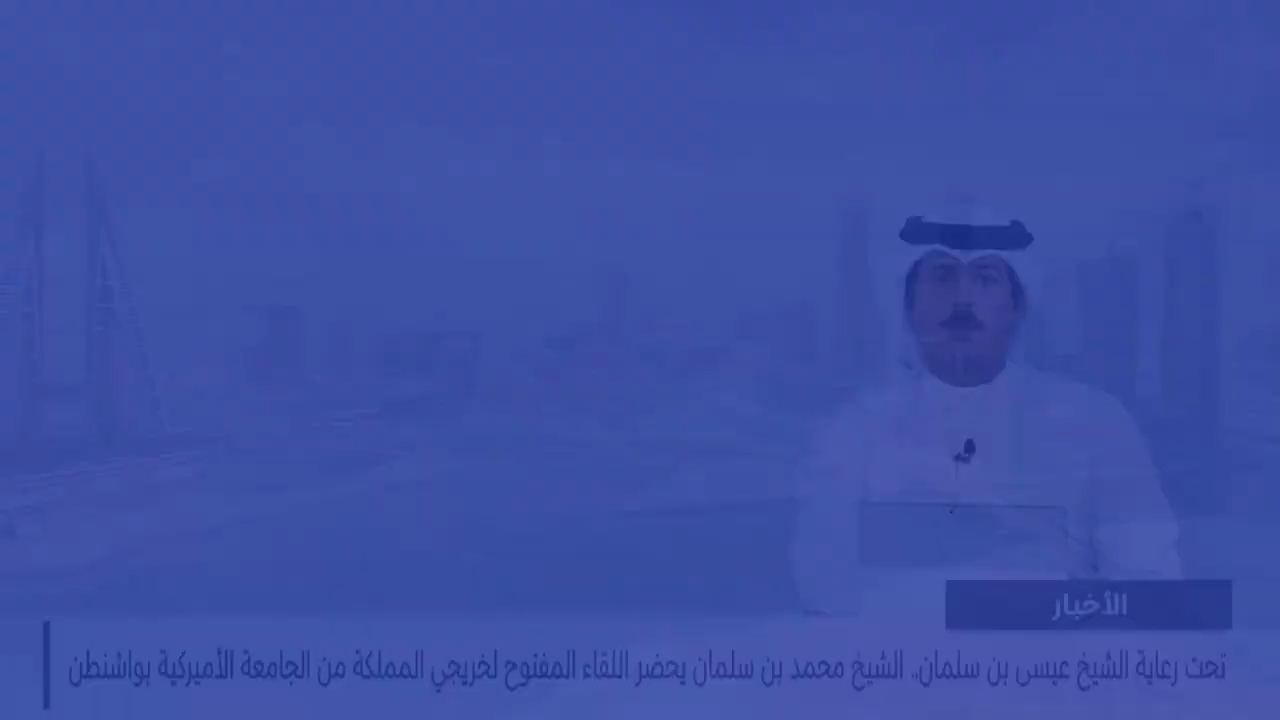 الأخبار
تحت رعاية الشيخ عيسى بن سلمان.. الشيخ محمد بن سلمان يحضر اللقاء المفتوح لخريجي المملكة من الجامعة الأميركية بواشنطن